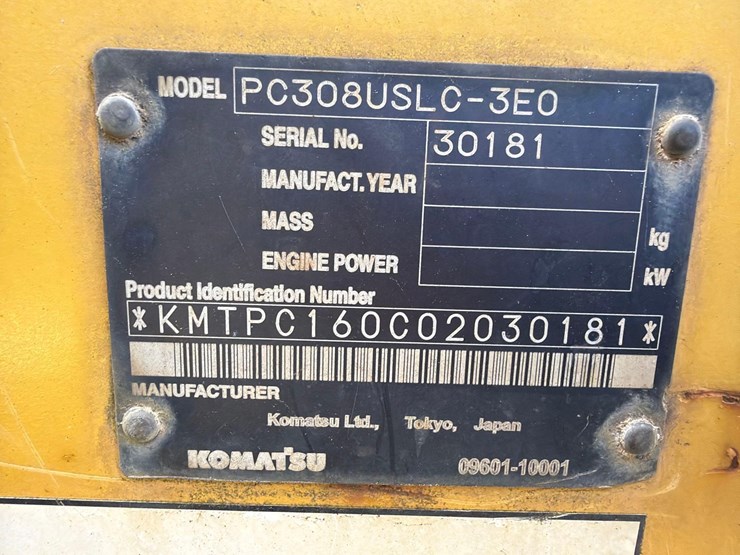 MODEL PC308USLC-3E0
SERIAL No. 30181
MANUFACT. YEAR
MASS kg
ENGINE POWER kW
Product Identification Number
*KMTPC160C02030181*
MANUFACTURER
Komatsu Ltd., Tokyo, Japan
KOMATSU 09601-10001